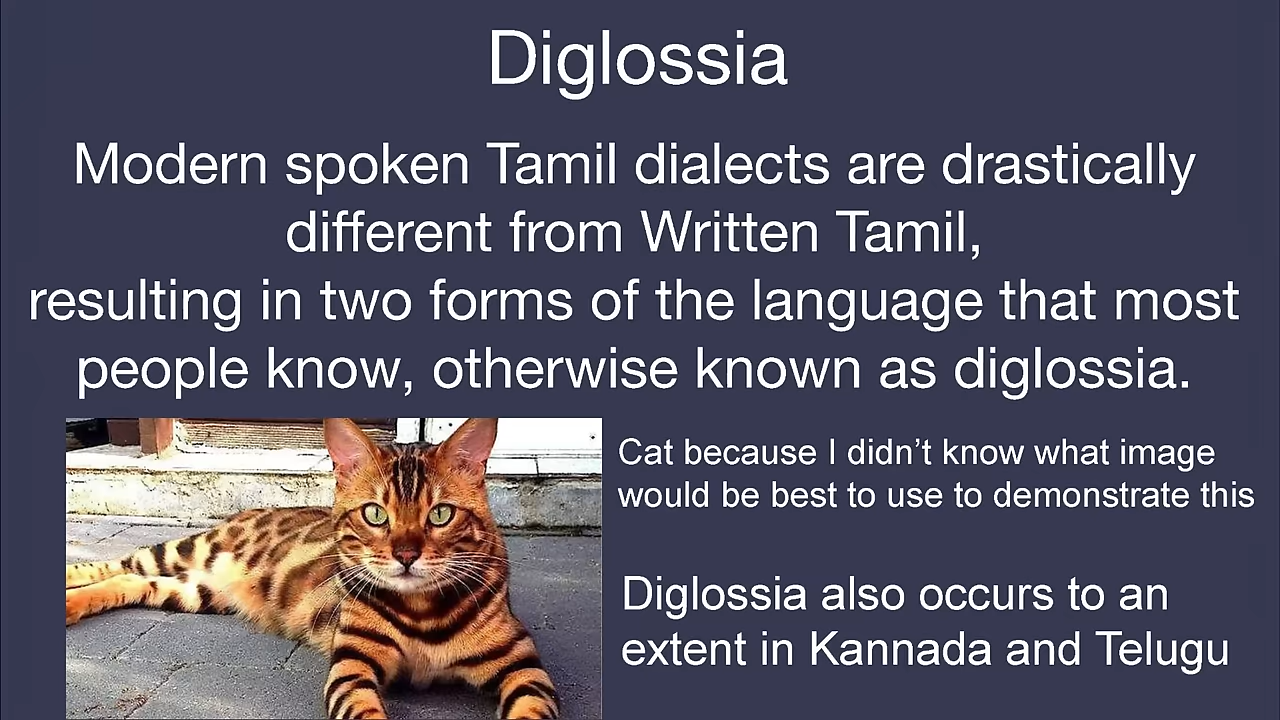 Diglossia
Modern spoken Tamil dialects are drastically
different from Written Tamil,
resulting in two forms of the language that most
people know, otherwise known as diglossia.
Cat because I didn’t know what image
would be best to use to demonstrate this
Diglossia also occurs to an
extent in Kannada and Telugu